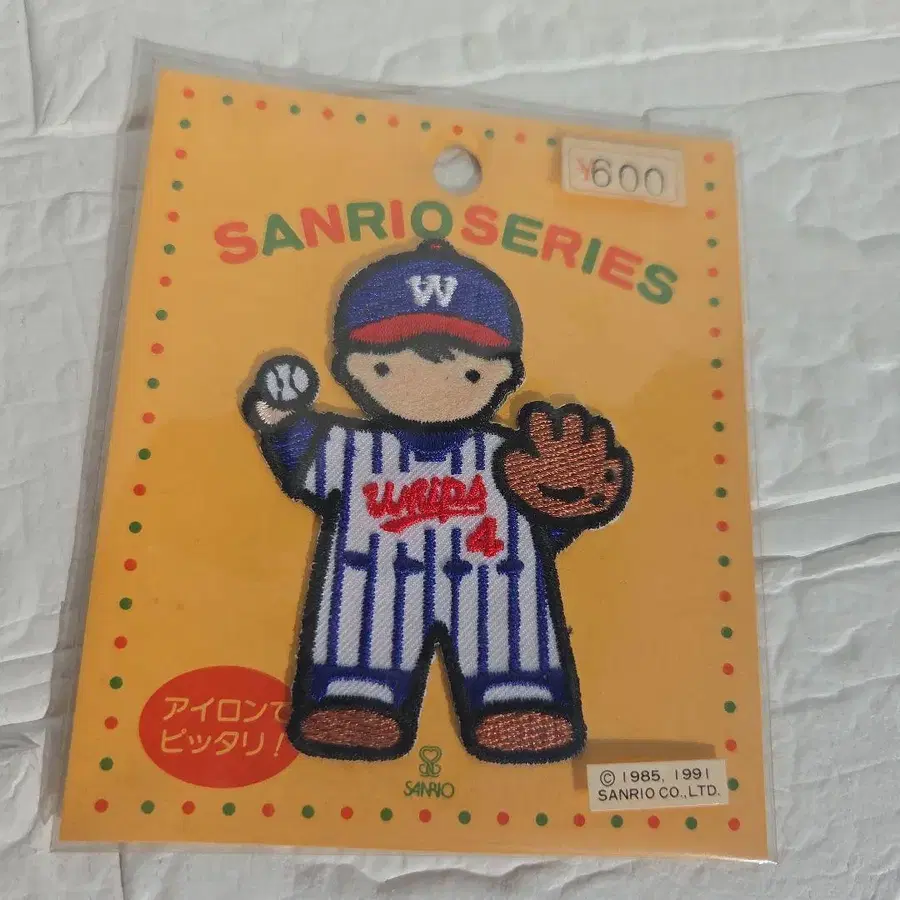 ¥600
SANRIO SERIES
W
Whips
4
アイロンで
ピッタリ!
SANRIO
© 1985, 1991
SANRIO CO.,LTD.